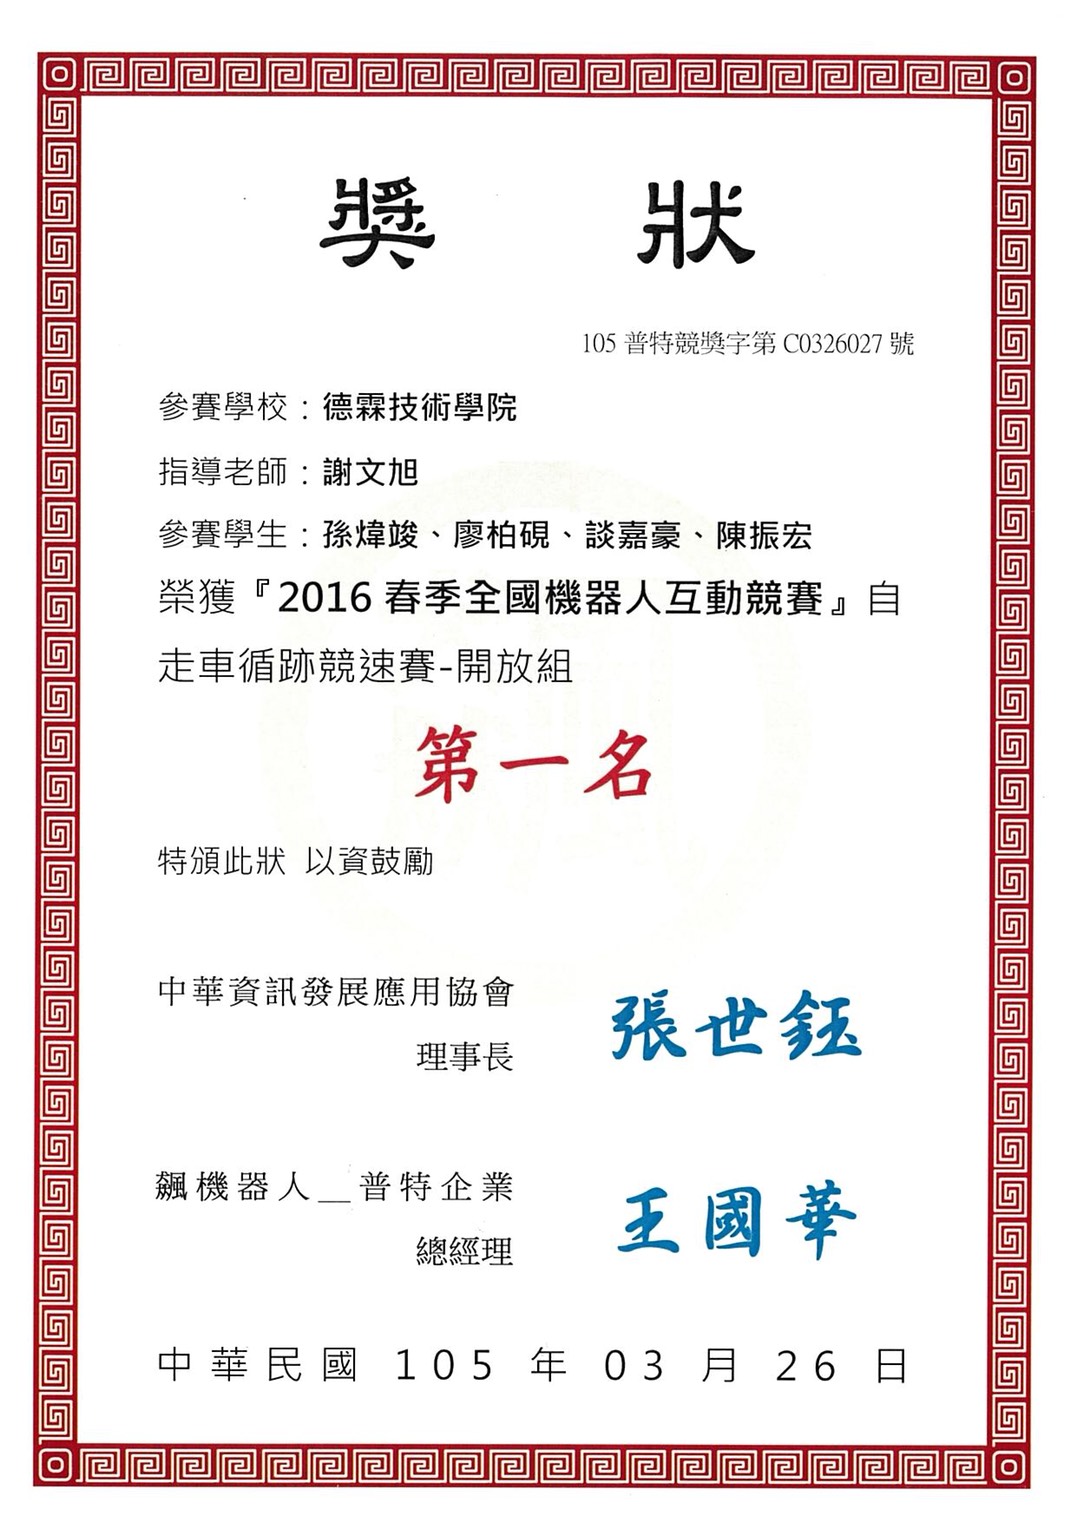 獎狀
105 普特競獎字第 C0326027 號
參賽學校：德霖技術學院
指導老師：謝文旭
參賽學生：孫煒竣、廖柏硯、談嘉豪、陳振宏
榮獲『2016 春季全國機器人互動競賽』自
走車循跡競速賽-開放組
第一名
特頒此狀 以資鼓勵
中華資訊發展應用協會
理事長 張世鈺
飆機器人__普特企業
總經理 王國華
中華民國 105 年 03 月 26 日